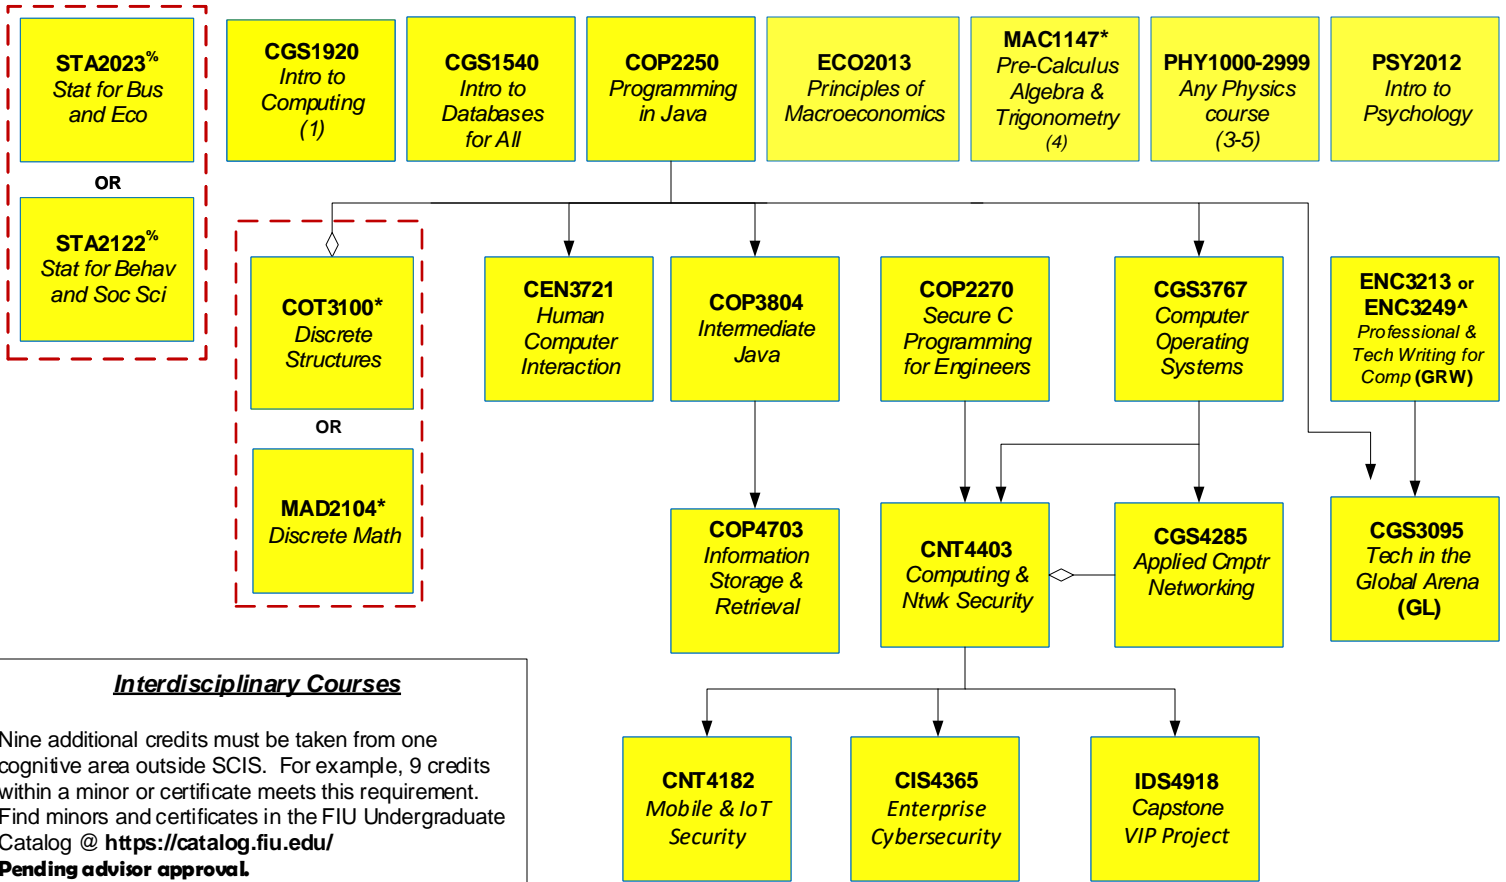 STA2023%
Stat for Bus
and Eco
OR
STA2122%
Stat for Behav
and Soc Sci
CGS1920
Intro to
Computing
(1)
CGS1540
Intro to
Databases
for All
COP2250
Programming
in Java
ECO2013
Principles of
Macroeconomics
MAC1147*
Pre-Calculus
Algebra &
Trigonometry
(4)
PHY1000-2999
Any Physics
course
(3-5)
PSY2012
Intro to
Psychology
COT3100*
Discrete
Structures
OR
MAD2104*
Discrete Math
CEN3721
Human
Computer
Interaction
COP3804
Intermediate
Java
COP2270
Secure C
Programming
for Engineers
CGS3767
Computer
Operating
Systems
ENC3213 or
ENC3249^
Professional &
Tech Writing for
Comp (GRW)
COP4703
Information
Storage &
Retrieval
CNT4403
Computing &
Ntwk Security
CGS4285
Applied Cmptr
Networking
CGS3095
Tech in the
Global Arena
(GL)
Interdisciplinary Courses
Nine additional credits must be taken from one
cognitive area outside SCIS. For example, 9 credits
within a minor or certificate meets this requirement.
Find minors and certificates in the FIU Undergraduate
Catalog @ https://catalog.fiu.edu/
Pending advisor approval.
CNT4182
Mobile & IoT
Security
CIS4365
Enterprise
Cybersecurity
IDS4918
Capstone
VIP Project